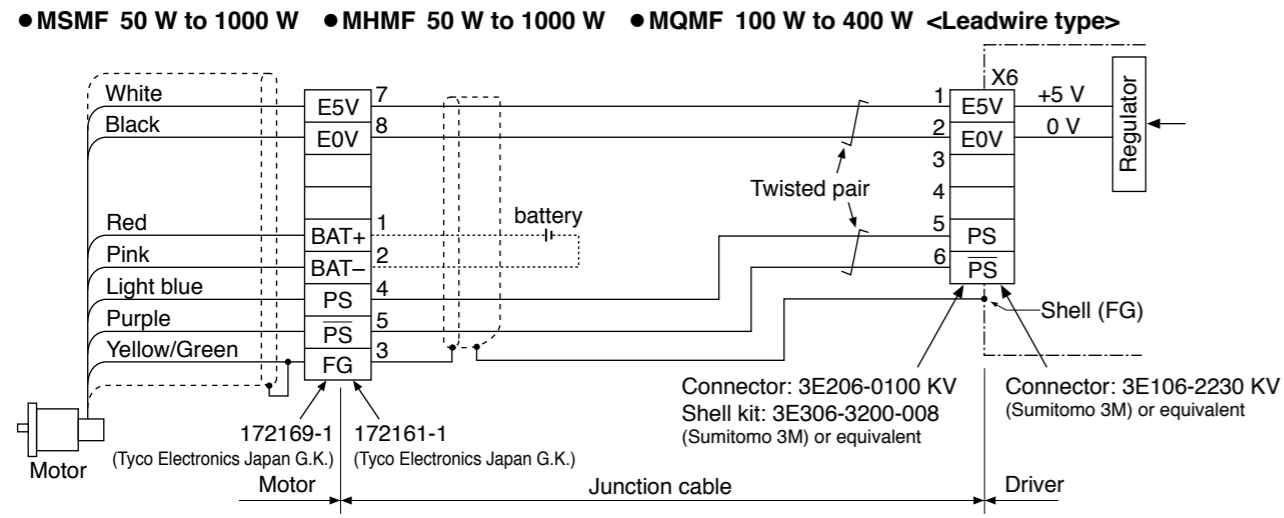 ●MSMF 50 W to 1000 W ●MHMF 50 W to 1000 W ●MQMF 100 W to 400 W <Leadwire type>
X6
White E5V 7 1 E5V +5 V
Black E0V 8 2 E0V 0 V
Regulator
3
Twisted pair
4
Red BAT+ 1 battery 5 PS
Pink BAT– 2 6 P̅S̅
Light blue PS 4
Shell (FG)
Purple P̅S̅ 5
Yellow/Green FG 3
Connector: 3E206-0100 KV
Shell kit: 3E306-3200-008
(Sumitomo 3M) or equivalent
Connector: 3E106-2230 KV
(Sumitomo 3M) or equivalent
172169-1 172161-1
(Tyco Electronics Japan G.K.) (Tyco Electronics Japan G.K.)
Motor
Motor Junction cable Driver